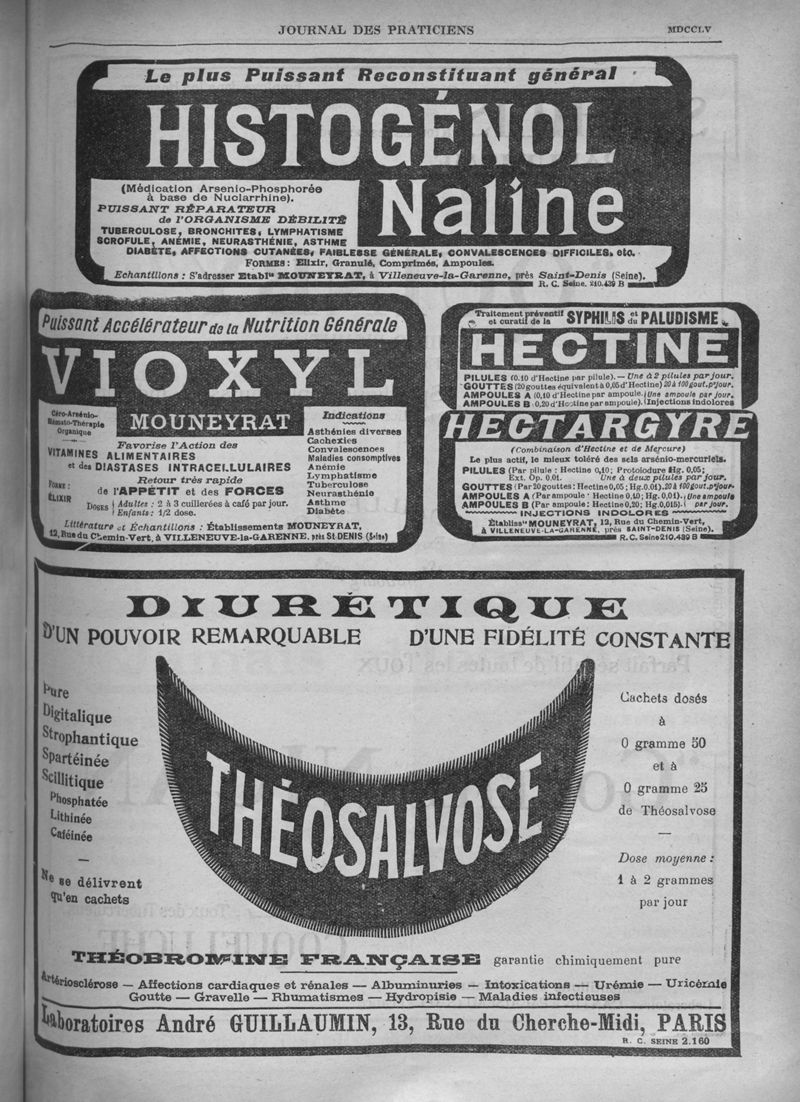 JOURNAL DES PRATICIENS MDCCLV
Le plus Puissant Reconstituant général
HISTOGÉNOL
Naline
(Médication Arsenio-Phosphorée
à base de Nuclarrhine).
PUISSANT RÉPARATEUR
de l'ORGANISME DÉBILITÉ
TUBERCULOSE, BRONCHITES, LYMPHATISME
SCROFULE, ANÉMIE, NEURASTHÉNIE, ASTHME
DIABÈTE, AFFECTIONS CUTANÉES, FAIBLESSE GÉNÉRALE, CONVALESCENCES DIFFICILES, etc.
FORMES: Elixir, Granulé, Comprimés, Ampoules.
Echantillons : S'adresser Etablts MOUNEYRAT, à Villeneuve-la-Garenne, près Saint-Denis (Seine).
R. C. Seine, 210.439 B
Puissant Accélérateur de la Nutrition Générale
VIOXYL
MOUNEYRAT
Céro-Arsénio-
Hémato-Thérapie
Organique
Favorise l'Action des
VITAMINES ALIMENTAIRES
et des DIASTASES INTRACELLULAIRES
Retour très rapide
de l'APPÉTIT et des FORCES
FORME :
ÉLIXIR
DOSES Adultes : 2 à 3 cuillerées à café par jour.
Enfants : 1/2 dose.
Indications
Asthénies diverses
Cachexies
Convalescences
Maladies consomptives
Anémie
Lymphatisme
Tuberculose
Neurasthénie
Asthme
Diabète
Littérature et Échantillons : Établissements MOUNEYRAT,
12, Rue du Chemin-Vert, à VILLENEUVE-la-GARENNE, près St-DENIS (Seine)
Traitement préventif
et curatif de la SYPHILIS et du PALUDISME
HECTINE
PILULES (0.10 d'Hectine par pilule). — Une à 2 pilules par jour.
GOUTTES (20 gouttes équivalent à 0,05 d'Hectine) 20 à 100 gout. p. jour.
AMPOULES A (0,10 d'Hectine par ampoule. Une ampoule par jour.
AMPOULES B (0,20 d'Hectine par ampoule). Injections indolores
HECTARGYRE
(Combinaison d'Hectine et de Mercure)
Le plus actif, le mieux toléré des sels arsénio-mercuriels.
PILULES (Par pilule : Hectine 0,10; Protoiodure Hg. 0,05;
Ext. Op. 0,01. Une à deux pilules par jour.
GOUTTES (Par 20 gouttes : Hectine 0,05 ; Hg. 0,01). 20 à 100 gout. p. jour
AMPOULES A (Par ampoule : Hectine 0,10; Hg. 0,01). Une ampoule
AMPOULES B (Par ampoule : Hectine 0,20; Hg. 0,015). par jour.
INJECTIONS INDOLORES
Établiss ts MOUNEYRAT, 12, Rue du Chemin-Vert,
à VILLENEUVE-LA-GARENNE, près SAINT-DENIS (Seine).
R. C. Seine 210.439 B
DIURÉTIQUE
D'UN POUVOIR REMARQUABLE D'UNE FIDÉLITÉ CONSTANTE
Pure
Digitalique
Strophantique
Spartéinée
Scillitique
Phosphatée
Lithinée
Caféinée
—
Ne se délivrent
qu'en cachets
THÉOSALVOSE
Cachets dosés
à
0 gramme 50
et à
0 gramme 25
de Théosalvose
—
Dose moyenne :
1 à 2 grammes
par jour
THÉOBROMINE FRANÇAISE garantie chimiquement pure
Artériosclérose — Affections cardiaques et rénales — Albuminuries — Intoxications — Urémie — Uricémie
Goutte — Gravelle — Rhumatismes — Hydropisie — Maladies infectieuses
Laboratoires André GUILLAUMIN, 13, Rue du Cherche-Midi, PARIS
R. C. SEINE 2.160